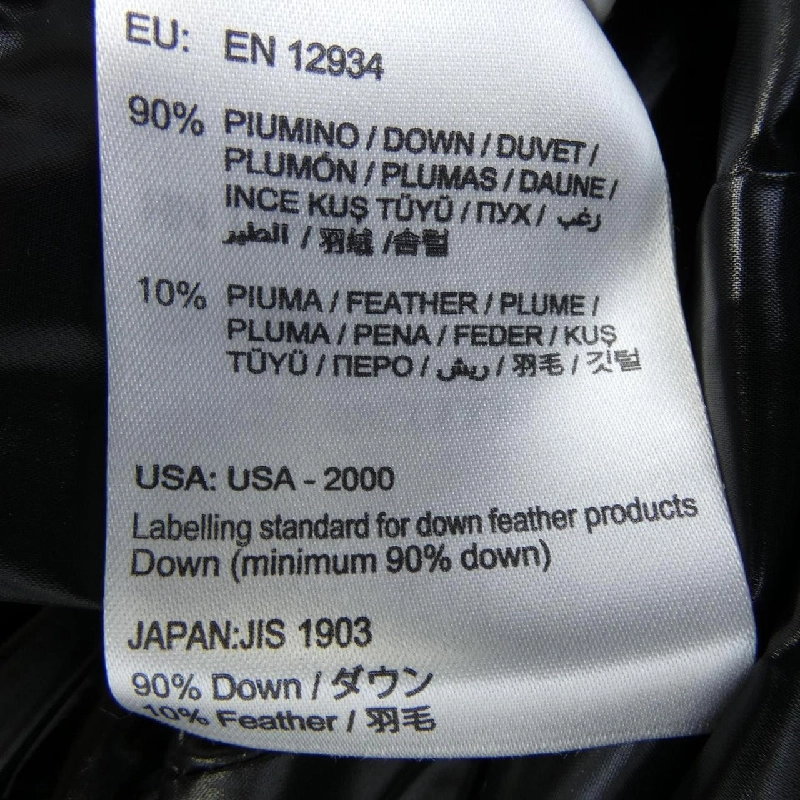 EU: EN 12934
90% PIUMINO / DOWN / DUVET /
PLUMÓN / PLUMAS / DAUNE /
INCE KUŞ TÜYÜ / ПУХ / رغب
الطير / 羽绒 / 솜털
10% PIUMA / FEATHER / PLUME /
PLUMA / PENA / FEDER / KUŞ
TÜYÜ / ПЕРО / ريش / 羽毛 / 깃털
USA: USA - 2000
Labelling standard for down feather products
Down (minimum 90% down)
JAPAN:JIS 1903
90% Down / ダウン
10% Feather / 羽毛